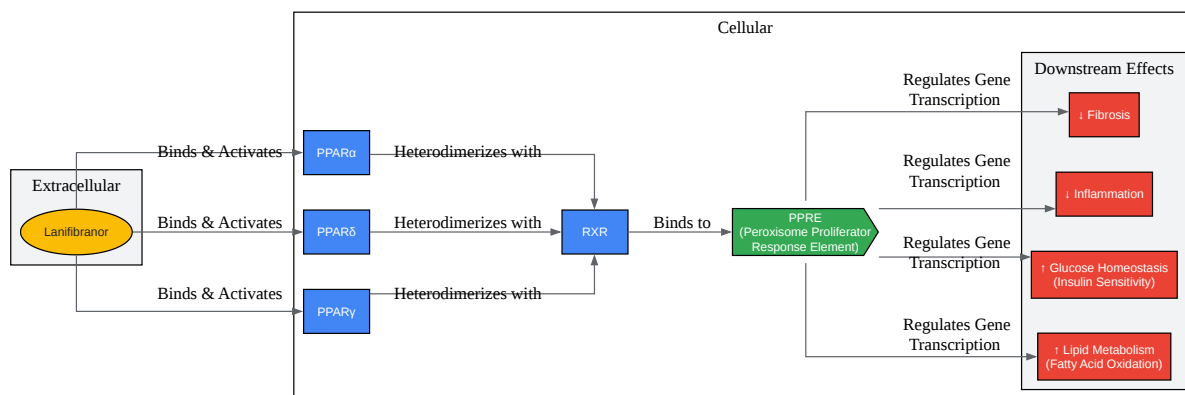 Cellular
Extracellular
Lanifibranor
Binds & Activates
Binds & Activates
Binds & Activates
PPARα
PPARδ
PPARγ
Heterodimerizes with
Heterodimerizes with
Heterodimerizes with
RXR
Binds to
PPRE
(Peroxisome Proliferator
Response Element)
Regulates Gene
Transcription
Regulates Gene
Transcription
Regulates Gene
Transcription
Regulates Gene
Transcription
Downstream Effects
↓ Fibrosis
↓ Inflammation
↑ Glucose Homeostasis
(Insulin Sensitivity)
↑ Lipid Metabolism
(Fatty Acid Oxidation)